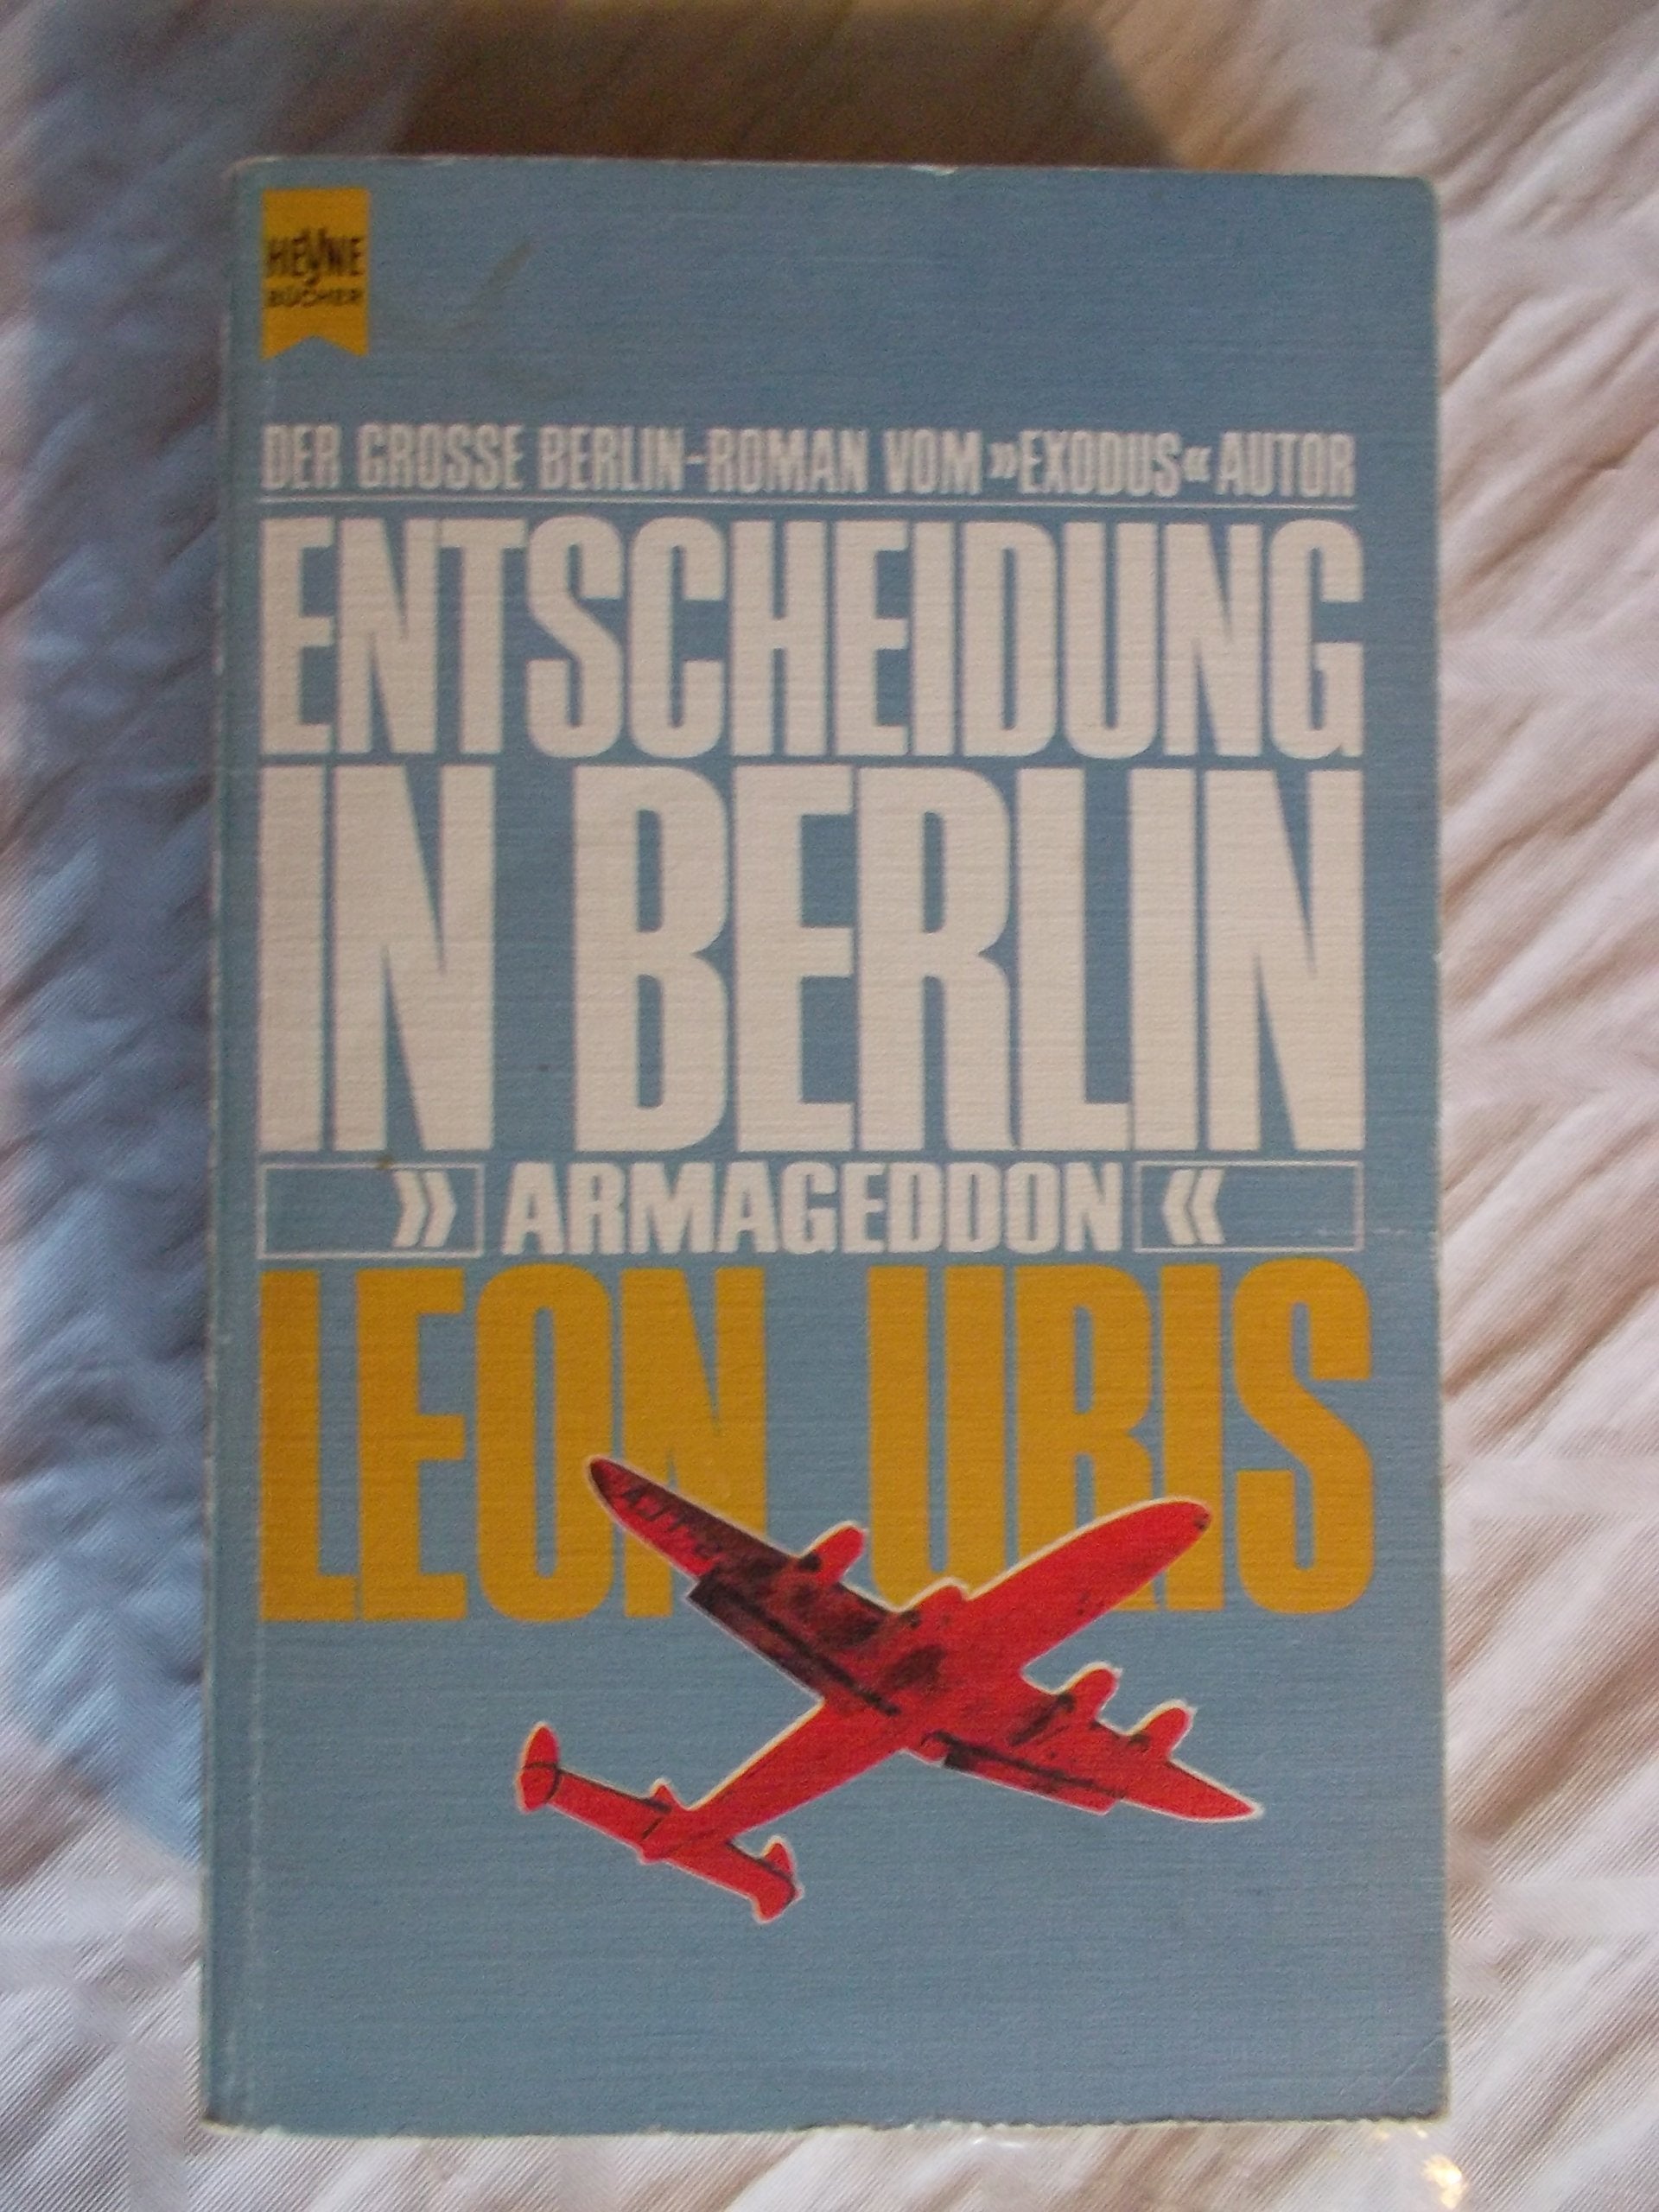 HEYNE
BÜCHER
DER GROSSE BERLIN-ROMAN VOM »EXODUS« AUTOR
ENTSCHEIDUNG
IN BERLIN
» ARMAGEDDON «
LEON URIS